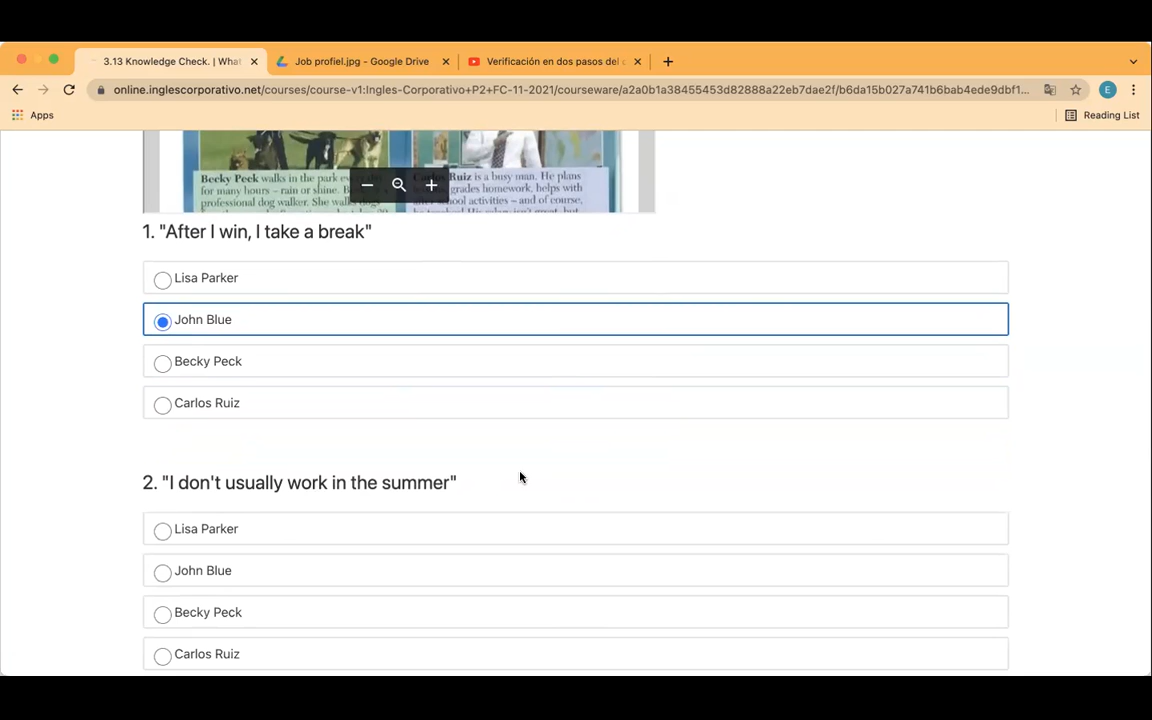 3.13 Knowledge Check. | What
Job profiel.jpg - Google Drive
Verificación en dos pasos del
online.inglescorporativo.net/courses/course-v1:Ingles-Corporativo+P2+FC-11-2021/courseware/a2a0b1a38455453d82888a22eb7dae2f/b6da15b027a741b6bab4ede9dbf1...
E
Apps
Reading List
Becky Peck walks in the park
for many hours – rain or shine.
professional dog walker. She walks dogs
Ruiz is a busy man. He plans
grades homework, helps with
school activities – and of course,
1. "After I win, I take a break"
Lisa Parker
John Blue
Becky Peck
Carlos Ruiz
2. "I don't usually work in the summer"
Lisa Parker
John Blue
Becky Peck
Carlos Ruiz